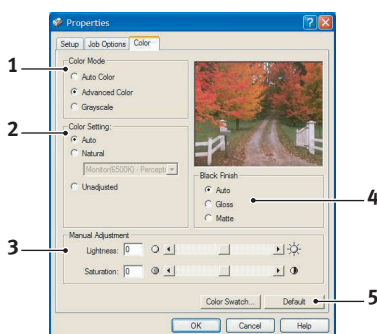 Properties
Setup Job Options Color
1
Color Mode
Auto Color
Advanced Color
Grayscale
2
Color Setting:
Auto
Natural
Monitor(6500K) - Percepti
Unadjusted
Black Finish
Auto
Gloss
Matte
4
3
Manual Adjustment
Lightness: 0
Saturation: 0
Color Swatch... Default
5
OK Cancel Help